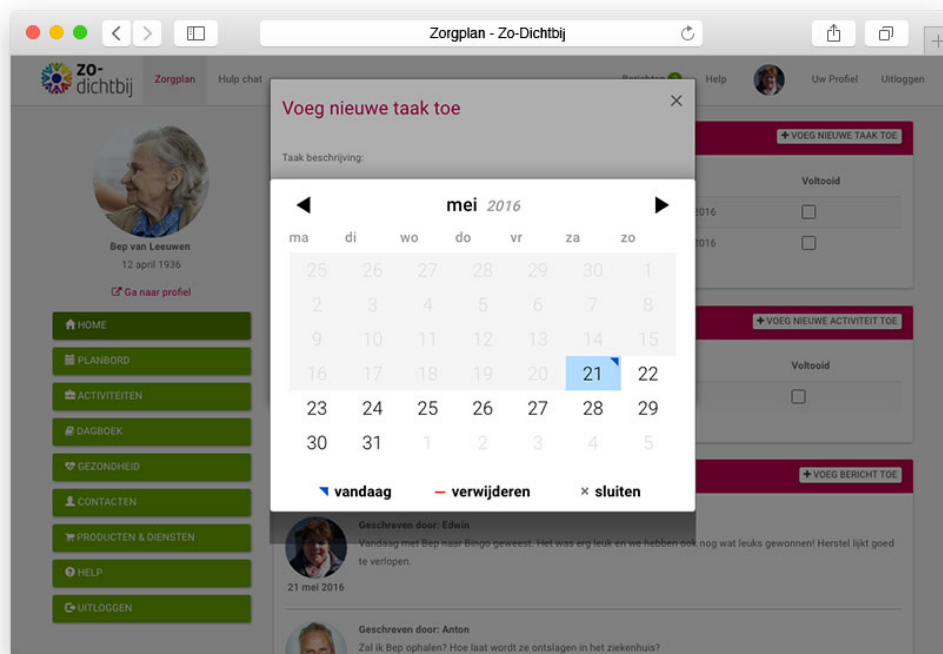 Zorgplan - Zo-Dichtbij
zo-
dichtbij
Zorgplan
Hulp chat
Berichten
Help
Uw Profiel
Uitloggen
Bep van Leeuwen
12 april 1936
Ga naar profiel
HOME
PLANBORD
ACTIVITEITEN
DAGBOEK
GEZONDHEID
CONTACTEN
PRODUCTEN & DIENSTEN
HELP
UITLOGGEN
Voeg nieuwe taak toe
Taak beschrijving:
mei 2016
ma di wo do vr za zo
25 26 27 28 29 30 1
2 3 4 5 6 7 8
9 10 11 12 13 14 15
16 17 18 19 20 21 22
23 24 25 26 27 28 29
30 31 1 2 3 4 5
vandaag verwijderen × sluiten
VOEG NIEUWE TAAK TOE
Voltooid
2016
2016
VOEG NIEUWE ACTIVITEIT TOE
Voltooid
VOEG BERICHT TOE
Geschreven door: Edwin
Vandaag met Bep naar Bingo geweest. Het was erg leuk en we hebben ook nog wat leuks gewonnen! Herstel lijkt goed
te verlopen.
21 mei 2016
Geschreven door: Anton
Zal ik Bep ophalen? Hoe laat wordt ze ontslagen in het ziekenhuis?